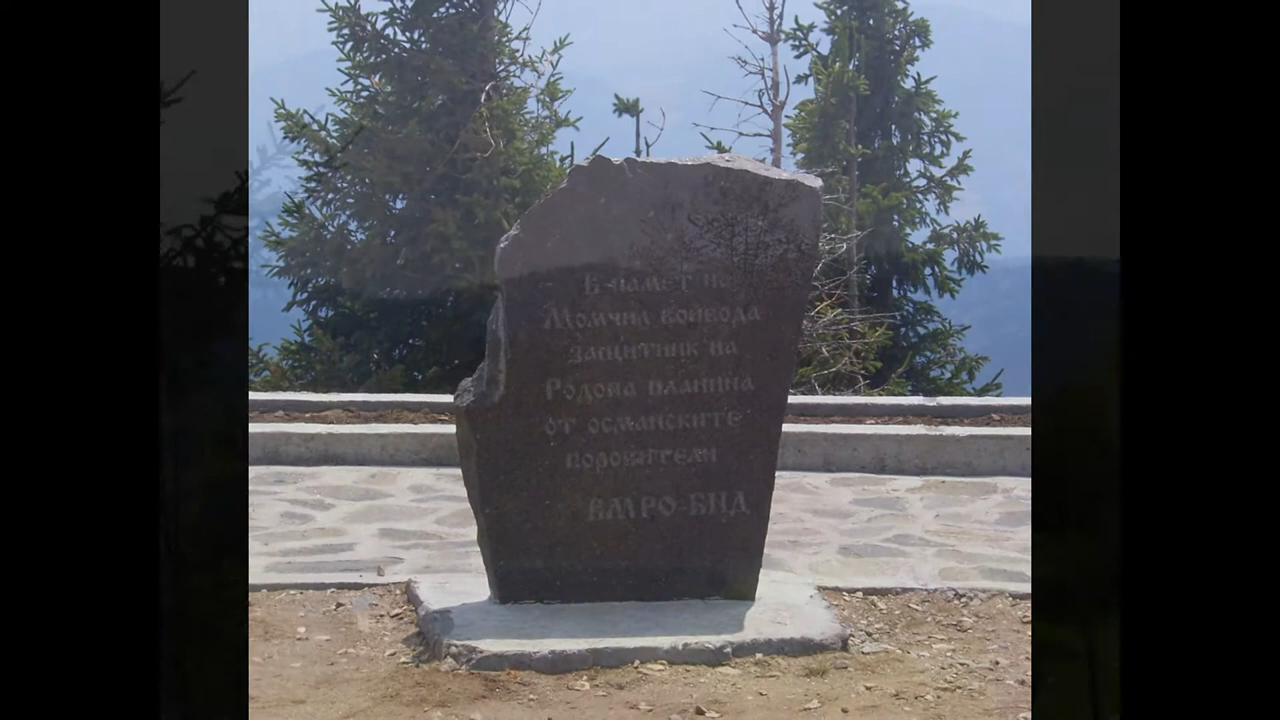 В памет на
Момчил войвода
защитник на
Родопа планина
от османските
поробители
ВМРО-БНД